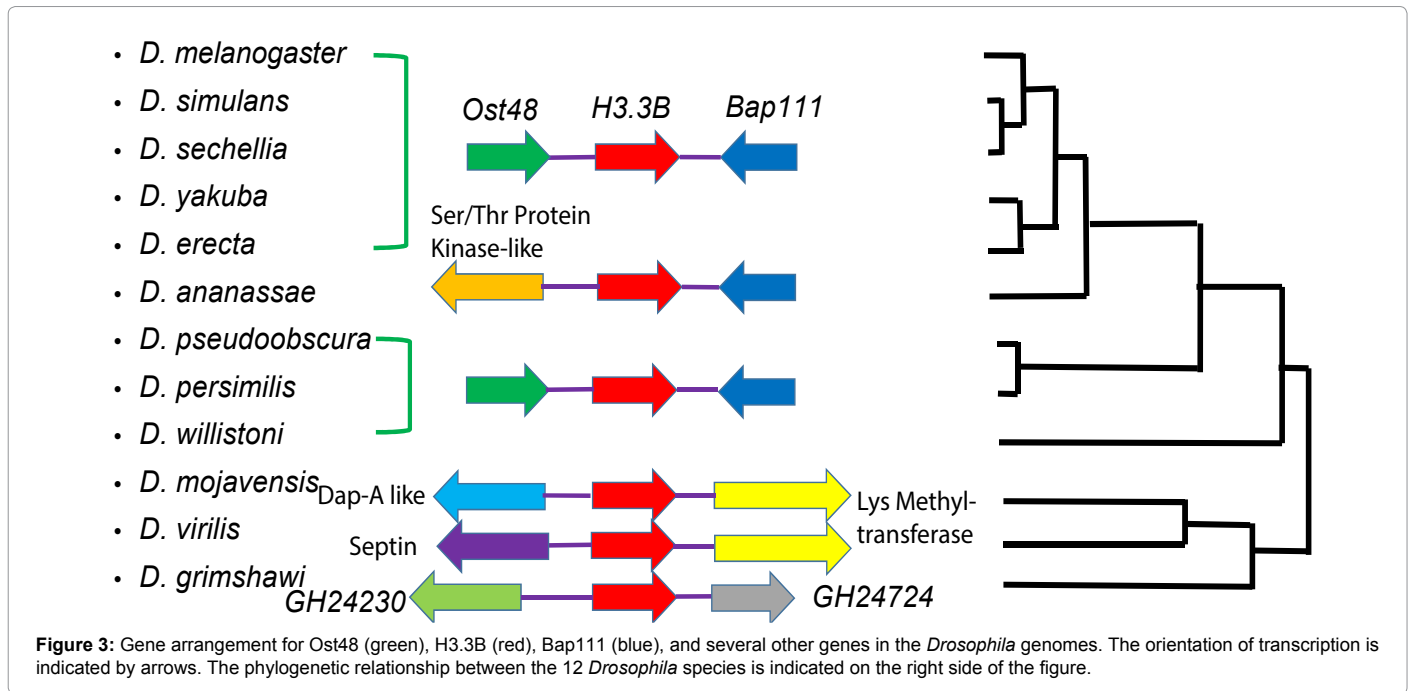 • D. melanogaster
• D. simulans
• D. sechellia
• D. yakuba
• D. erecta
• D. ananassae
• D. pseudoobscura
• D. persimilis
• D. willistoni
• D. mojavensis
• D. virilis
• D. grimshawi
Ost48 H3.3B Bap111
Ser/Thr Protein
Kinase-like
Dap-A like
Lys Methyl-
transferase
Septin
GH24230
GH24724
Figure 3: Gene arrangement for Ost48 (green), H3.3B (red), Bap111 (blue), and several other genes in the Drosophila genomes. The orientation of transcription is
indicated by arrows. The phylogenetic relationship between the 12 Drosophila species is indicated on the right side of the figure.